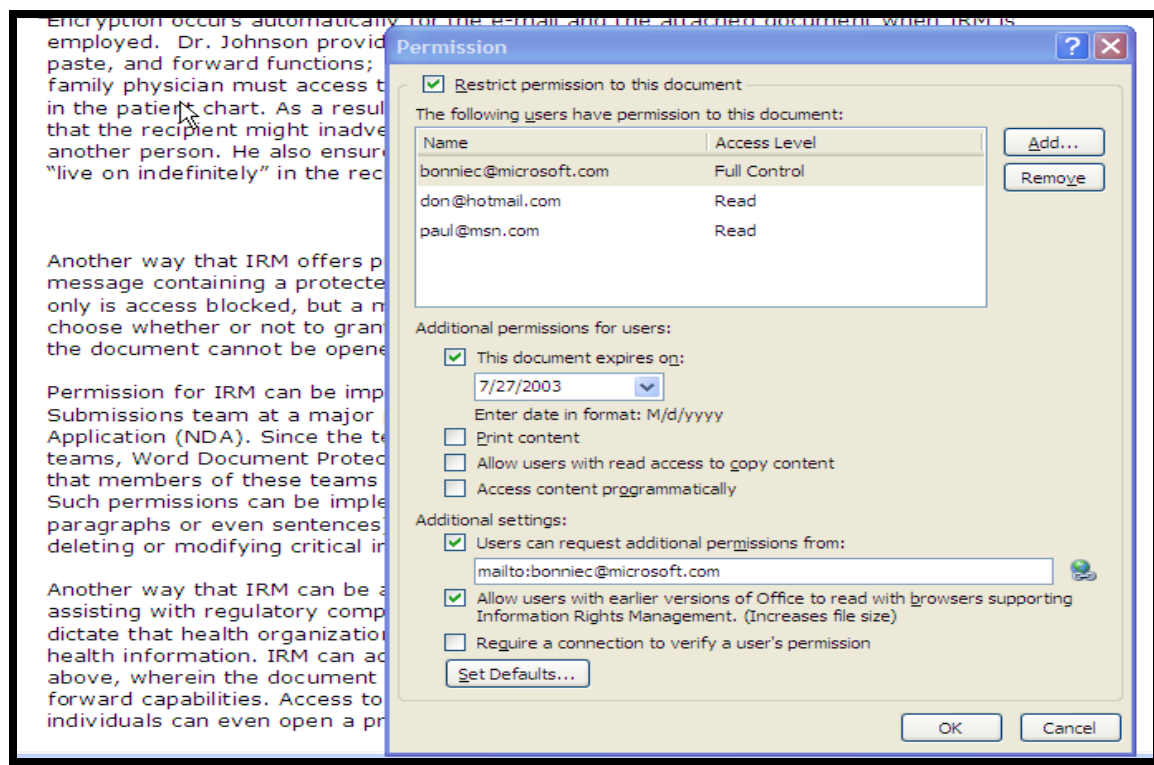 Encryption occurs automatically for the e-mail and the attached document when IRM is
employed. Dr. Johnson provid
paste, and forward functions;
family physician must access t
in the patient chart. As a resul
that the recipient might inadve
another person. He also ensure
“live on indefinitely” in the rec
Another way that IRM offers p
message containing a protecte
only is access blocked, but a m
choose whether or not to gran
the document cannot be opene
Permission for IRM can be imp
Submissions team at a major
Application (NDA). Since the te
teams, Word Document Protec
that members of these teams
Such permissions can be imple
paragraphs or even sentences)
deleting or modifying critical in
Another way that IRM can be a
assisting with regulatory comp
dictate that health organization
health information. IRM can ad
above, wherein the document
forward capabilities. Access to
individuals can even open a pr
Permission
Restrict permission to this document
The following users have permission to this document:
Name Access Level
bonniec@microsoft.com Full Control
don@hotmail.com Read
paul@msn.com Read
Add...
Remove
Additional permissions for users:
This document expires on:
7/27/2003
Enter date in format: M/d/yyyy
Print content
Allow users with read access to copy content
Access content programmatically
Additional settings:
Users can request additional permissions from:
mailto:bonniec@microsoft.com
Allow users with earlier versions of Office to read with browsers supporting
Information Rights Management. (Increases file size)
Require a connection to verify a user's permission
Set Defaults...
OK Cancel